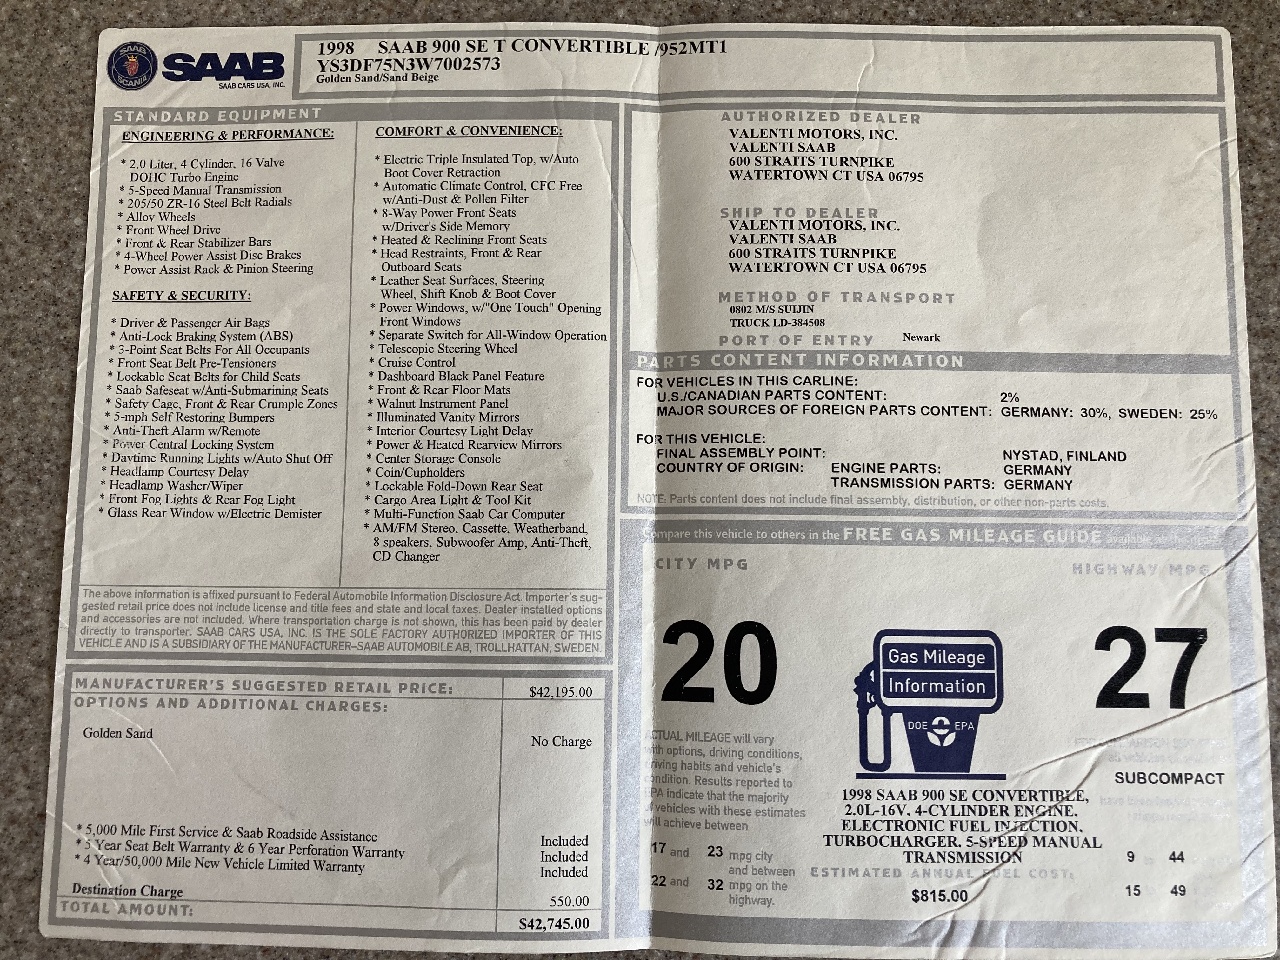 SAAB
SCANIA
SAAB CARS USA, INC.
1998 SAAB 900 SE T CONVERTIBLE /952MT1
YS3DF75N3W7002573
Golden Sand/Sand Beige
STANDARD EQUIPMENT
ENGINEERING & PERFORMANCE:
* 2.0 Liter, 4 Cylinder, 16 Valve
DOHC Turbo Engine
* 5-Speed Manual Transmission
* 205/50 ZR-16 Steel Belt Radials
* Alloy Wheels
* Front Wheel Drive
* Front & Rear Stabilizer Bars
* 4-Wheel Power Assist Disc Brakes
* Power Assist Rack & Pinion Steering
SAFETY & SECURITY:
* Driver & Passenger Air Bags
* Anti-Lock Braking System (ABS)
* 3-Point Seat Belts For All Occupants
* Front Seat Belt Pre-Tensioners
* Lockable Seat Belts for Child Seats
* Saab Safeseat w/Anti-Submarining Seats
* Safety Cage, Front & Rear Crumple Zones
* 5-mph Self Restoring Bumpers
* Anti-Theft Alarm w/Remote
* Power Central Locking System
* Daytime Running Lights w/Auto Shut Off
* Headlamp Courtesy Delay
* Headlamp Washer/Wiper
* Front Fog Lights & Rear Fog Light
* Glass Rear Window w/Electric Demister
COMFORT & CONVENIENCE:
* Electric Triple Insulated Top, w/Auto
Boot Cover Retraction
* Automatic Climate Control, CFC Free
w/Anti-Dust & Pollen Filter
* 8-Way Power Front Seats
w/Driver's Side Memory
* Heated & Reclining Front Seats
* Head Restraints, Front & Rear
Outboard Seats
* Leather Seat Surfaces, Steering
Wheel, Shift Knob & Boot Cover
* Power Windows, w/"One Touch" Opening
Front Windows
* Separate Switch for All-Window Operation
* Telescopic Steering Wheel
* Cruise Control
* Dashboard Black Panel Feature
* Front & Rear Floor Mats
* Walnut Instrument Panel
* Illuminated Vanity Mirrors
* Interior Courtesy Light Delay
* Power & Heated Rearview Mirrors
* Center Storage Console
* Coin/Cupholders
* Lockable Fold-Down Rear Seat
* Cargo Area Light & Tool Kit
* Multi-Function Saab Car Computer
* AM/FM Stereo, Cassette, Weatherband,
8 speakers, Subwoofer Amp, Anti-Theft,
CD Changer
The above information is affixed pursuant to Federal Automobile Information Disclosure Act. Importer's sug-
gested retail price does not include license and title fees and state and local taxes. Dealer installed options
and accessories are not included. Where transportation charge is not shown, this has been paid by dealer
directly to transporter. SAAB CARS USA, INC. IS THE SOLE FACTORY AUTHORIZED IMPORTER OF THIS
VEHICLE AND IS A SUBSIDIARY OF THE MANUFACTURER–SAAB AUTOMOBILE AB, TROLLHATTAN, SWEDEN.
MANUFACTURER'S SUGGESTED RETAIL PRICE: $42,195.00
OPTIONS AND ADDITIONAL CHARGES:
Golden Sand No Charge
* 5,000 Mile First Service & Saab Roadside Assistance Included
* 5 Year Seat Belt Warranty & 6 Year Perforation Warranty Included
* 4 Year/50,000 Mile New Vehicle Limited Warranty Included
Destination Charge 550.00
TOTAL AMOUNT: $42,745.00
AUTHORIZED DEALER
VALENTI MOTORS, INC.
VALENTI SAAB
600 STRAITS TURNPIKE
WATERTOWN CT USA 06795
SHIP TO DEALER
VALENTI MOTORS, INC.
VALENTI SAAB
600 STRAITS TURNPIKE
WATERTOWN CT USA 06795
METHOD OF TRANSPORT
0802 M/S SUIJIN
TRUCK LD-384508
PORT OF ENTRY Newark
PARTS CONTENT INFORMATION
FOR VEHICLES IN THIS CARLINE:
U.S./CANADIAN PARTS CONTENT: 2%
MAJOR SOURCES OF FOREIGN PARTS CONTENT: GERMANY: 30%, SWEDEN: 25%
FOR THIS VEHICLE:
FINAL ASSEMBLY POINT: NYSTAD, FINLAND
COUNTRY OF ORIGIN: ENGINE PARTS: GERMANY
TRANSMISSION PARTS: GERMANY
NOTE: Parts content does not include final assembly, distribution, or other non-parts costs.
Compare this vehicle to others in the FREE GAS MILEAGE GUIDE
CITY MPG
20
HIGHWAY MPG
27
Gas Mileage
Information
DOE EPA
ACTUAL MILEAGE will vary
with options, driving conditions,
driving habits and vehicle's
condition. Results reported to
EPA indicate that the majority
of vehicles with these estimates
will achieve between
17 and 23 mpg city
and between
22 and 32 mpg on the
highway.
1998 SAAB 900 SE CONVERTIBLE,
2.0L-16V, 4-CYLINDER ENGINE,
ELECTRONIC FUEL INJECTION,
TURBOCHARGER, 5-SPEED MANUAL
TRANSMISSION
ESTIMATED ANNUAL FUEL COST:
$815.00
SUBCOMPACT
9 44
15 49